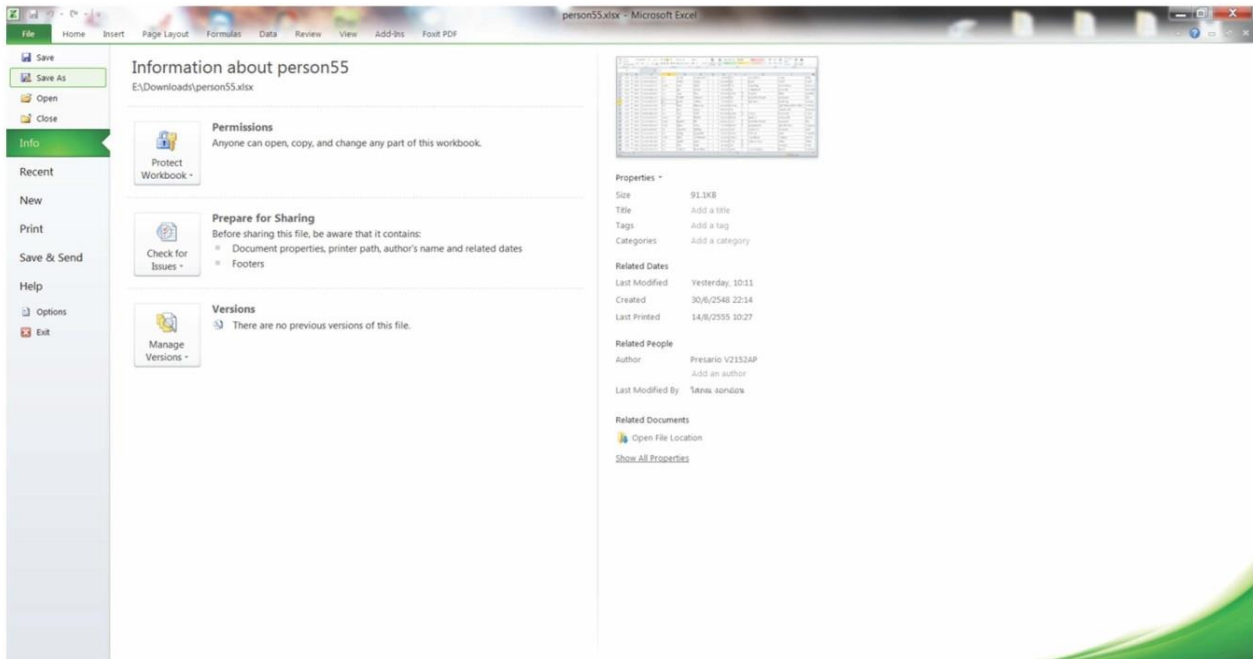 person55.xlsx - Microsoft Excel
File Home Insert Page Layout Formulas Data Review View Add-Ins Foxit PDF
Save
Save As
Open
Close
Info
Recent
New
Print
Save & Send
Help
Options
Exit
Information about person55
E:\Downloads\person55.xlsx
Protect
Workbook
Permissions
Anyone can open, copy, and change any part of this workbook.
Check for
Issues
Prepare for Sharing
Before sharing this file, be aware that it contains:
Document properties, printer path, author's name and related dates
Footers
Manage
Versions
Versions
There are no previous versions of this file.
Properties
Size 91.1KB
Title Add a title
Tags Add a tag
Categories Add a category
Related Dates
Last Modified Yesterday, 10:11
Created 30/6/2548 22:14
Last Printed 14/8/2555 10:27
Related People
Author Presario V2152AP
Add an author
Last Modified By
Related Documents
Open File Location
Show All Properties